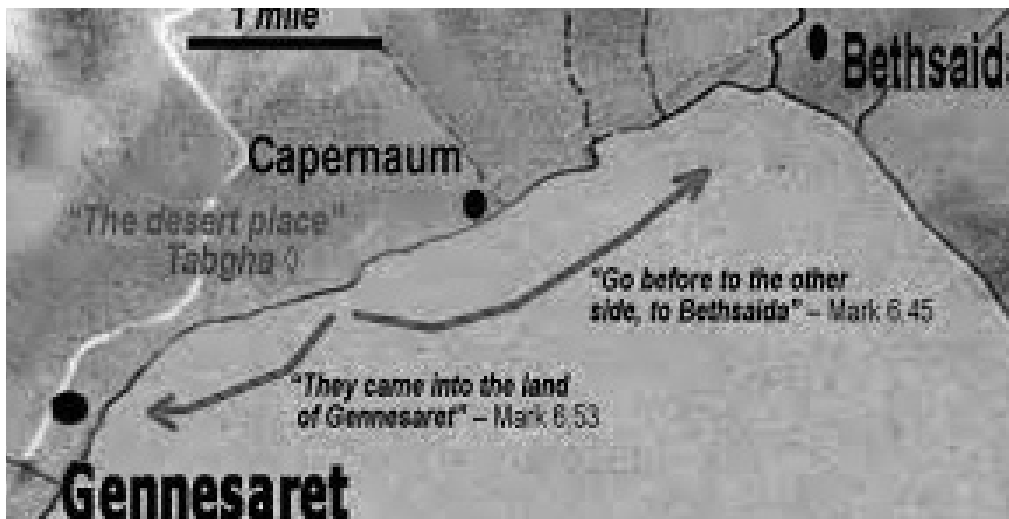 1 mile
Bethsaid
Capernaum
"The desert place"
Tabgha ◊
"Go before to the other
side, to Bethsaida" – Mark 6.45
"They came into the land
of Gennesaret" – Mark 6.53
Gennesaret